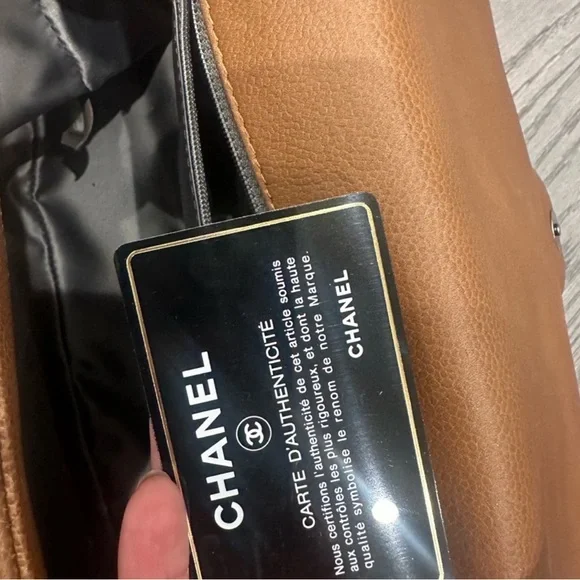 CHANEL
CARTE D'AUTHENTICITÉ
Nous certifions l'authenticité de cet article soumis
aux contrôles les plus rigoureux, et dont la haute
qualité symbolise le renom de notre Marque.
CHANEL